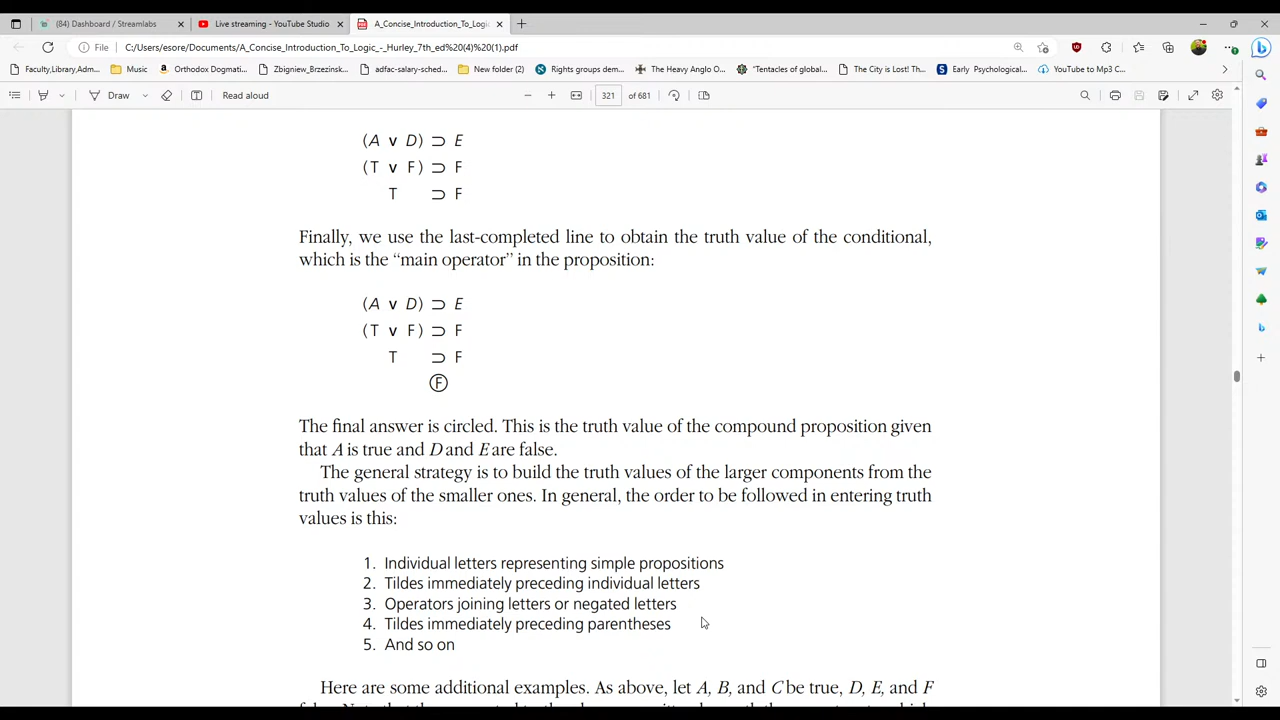 (84) Dashboard / Streamlabs
Live streaming - YouTube Studio
A_Concise_Introduction_To_Logic
File
C:/Users/esore/Documents/A_Concise_Introduction_To_Logic_-_Hurley_7th_ed%20(4)%20(1).pdf
Faculty,Library,Adm...
Music
Orthodox Dogmati...
Zbigniew_Brzezinsk...
adfac-salary-sched...
New folder (2)
Rights groups dem...
The Heavy Anglo O...
"Tentacles of global...
The City is Lost! Th...
Early Psychological...
YouTube to Mp3 C...
Draw
Read aloud
321 of 681
(A v D) ⊃ E
(T v F) ⊃ F
T ⊃ F
Finally, we use the last-completed line to obtain the truth value of the conditional,
which is the “main operator” in the proposition:
(A v D) ⊃ E
(T v F) ⊃ F
T ⊃ F
F
The final answer is circled. This is the truth value of the compound proposition given
that A is true and D and E are false.
The general strategy is to build the truth values of the larger components from the
truth values of the smaller ones. In general, the order to be followed in entering truth
values is this:
1. Individual letters representing simple propositions
2. Tildes immediately preceding individual letters
3. Operators joining letters or negated letters
4. Tildes immediately preceding parentheses
5. And so on
Here are some additional examples. As above, let A, B, and C be true, D, E, and F